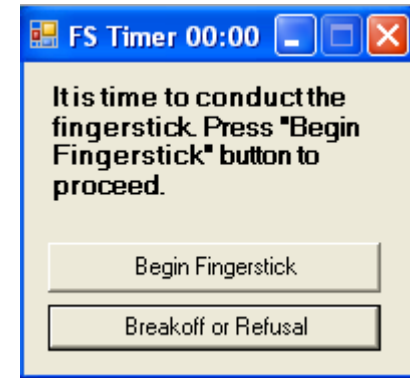 FS Timer 00:00
It is time to conduct the
fingerstick. Press "Begin
Fingerstick" button to
proceed.
Begin Fingerstick
Breakoff or Refusal